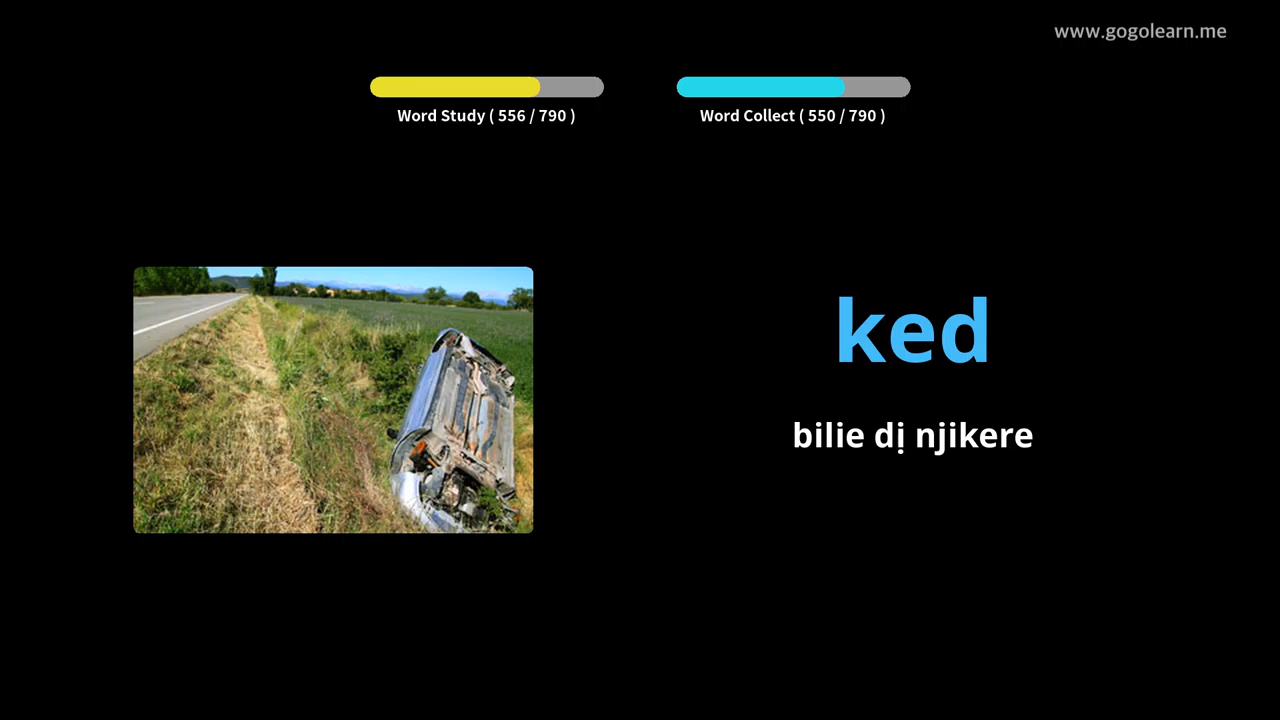 www.gogolearn.me
Word Study ( 556 / 790 )
Word Collect ( 550 / 790 )
ked
bilie dị njikere